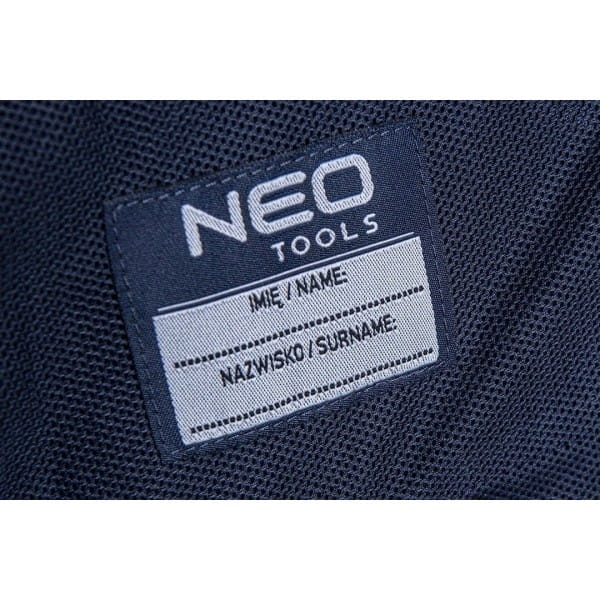 NEO
TOOLS
IMIĘ / NAME:
NAZWISKO / SURNAME: